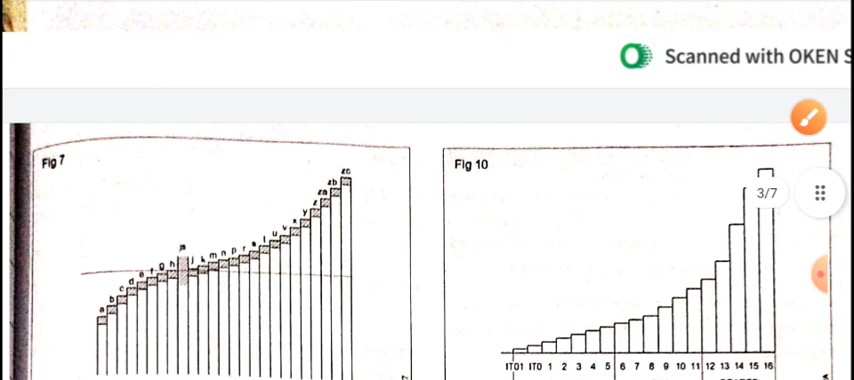 Scanned with OKEN S
Fig 7
Fig 10
3/7
zc
zb
za
z
y
x
v
u
t
s
r
p
n
m
k
j
js
h
g
f
e
d
c
b
a
IT01 IT0 1 2 3 4 5 6 7 8 9 10 11 12 13 14 15 16